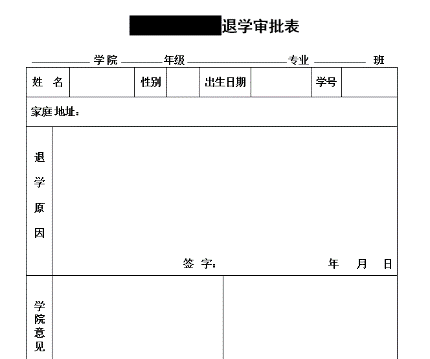 退学审批表
学院 年级 专业 班
姓 名 性别 出生日期 学号
家庭地址：
退学原因
签 字： 年 月 日
学院意见